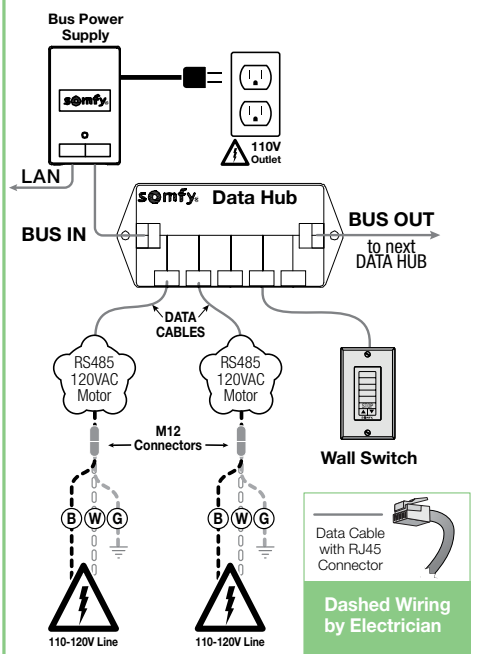 Bus Power
Supply
somfy®
110V
Outlet
LAN
somfy® Data Hub
BUS IN
BUS OUT
to next
DATA HUB
DATA
CABLES
RS485
120VAC
Motor
RS485
120VAC
Motor
M12
Connectors
STOP
Wall Switch
B W G
B W G
Data Cable
with RJ45
Connector
Dashed Wiring
by Electrician
110-120V Line
110-120V Line